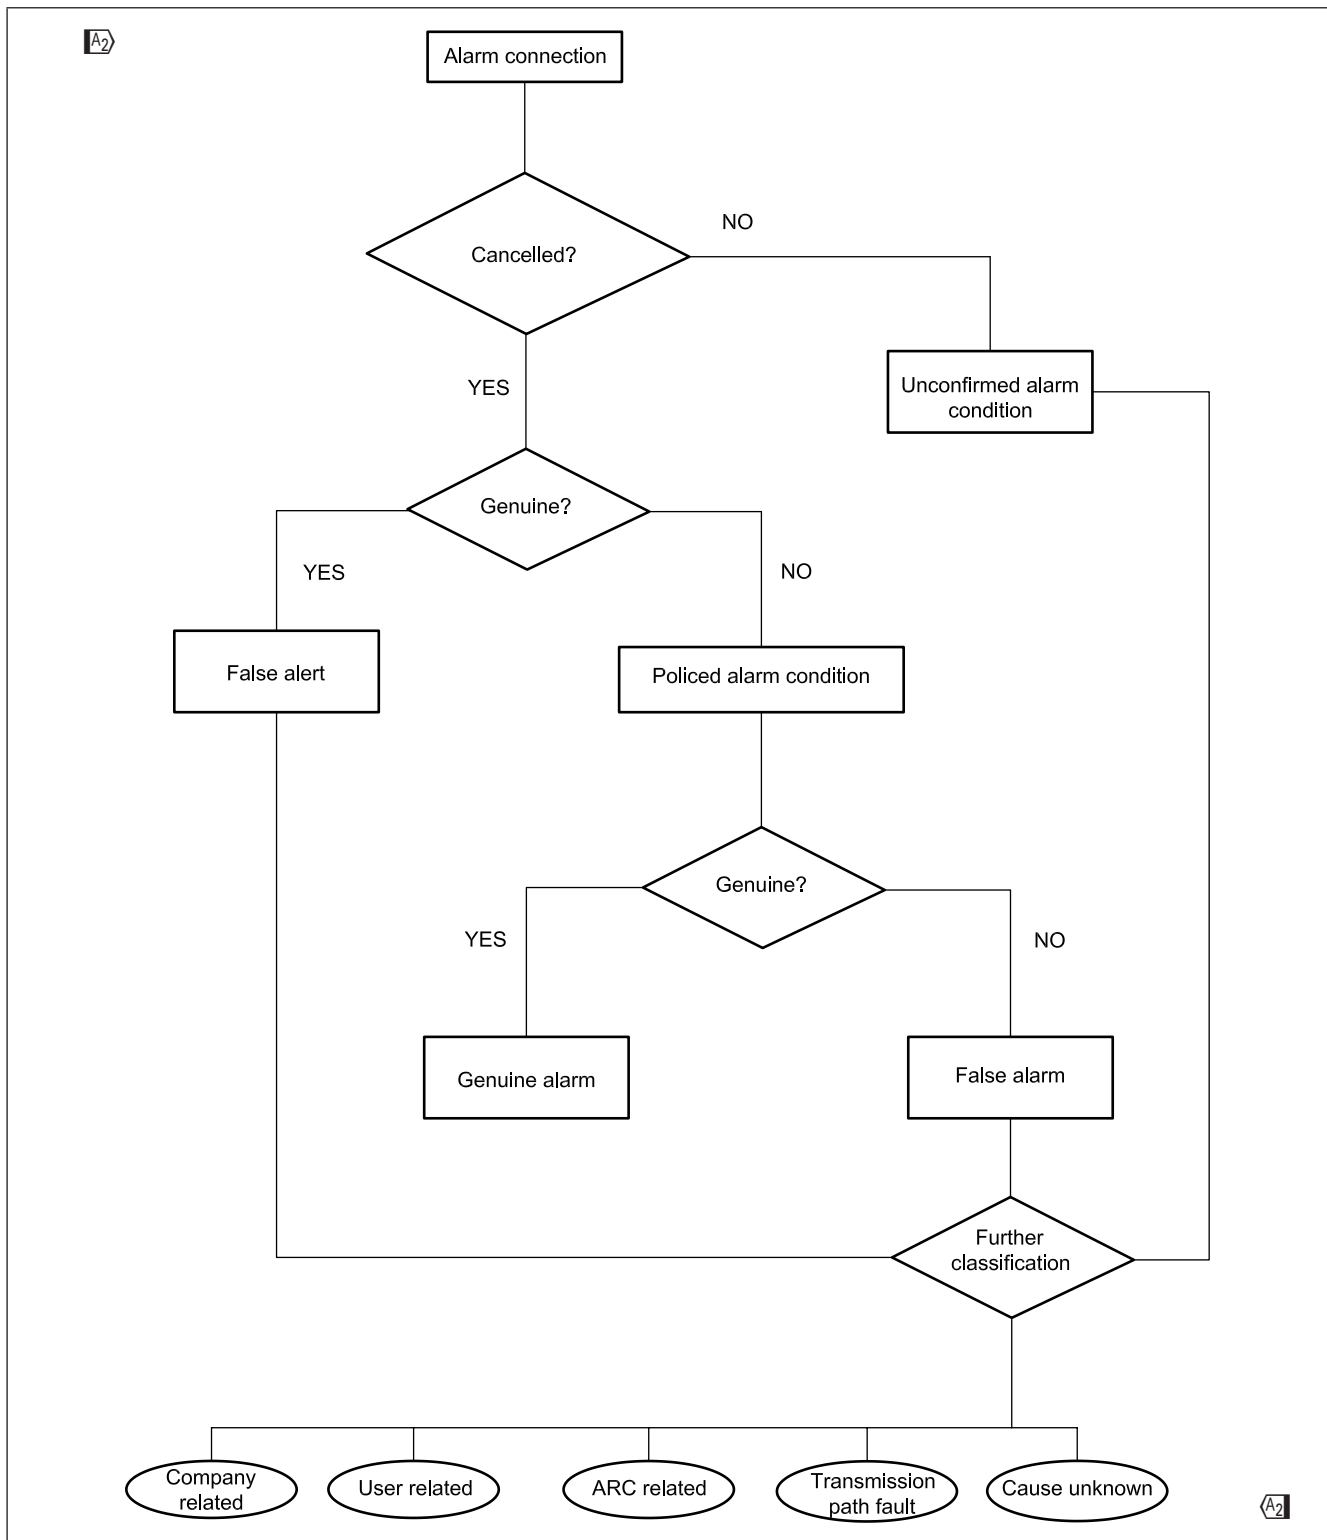 A2
Alarm connection
NO
Cancelled?
YES
Unconfirmed alarm
condition
Genuine?
YES
NO
False alert
Policed alarm condition
Genuine?
YES
NO
Genuine alarm
False alarm
Further
classification
Company
related
User related
ARC related
Transmission
path fault
Cause unknown
A2